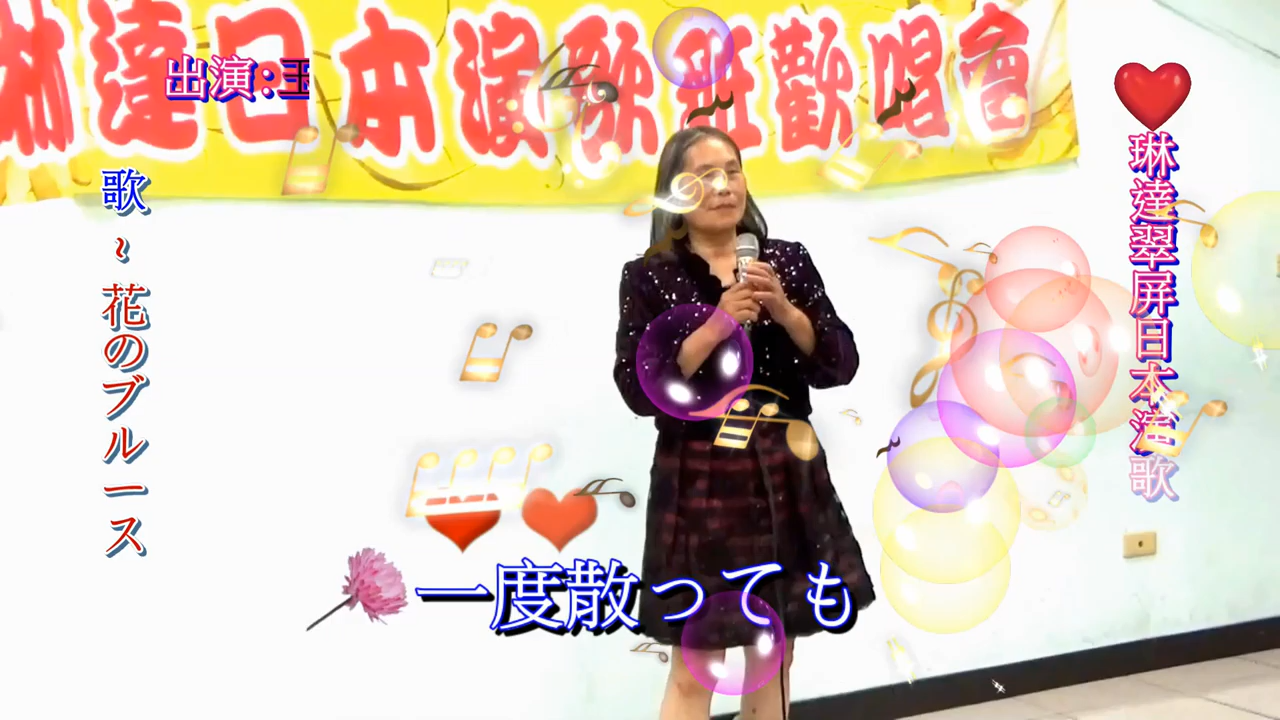 琳達日本演歌班歡唱會
出演:王
歌~花のブルース
琳達翠屏日本演歌
一度散っても